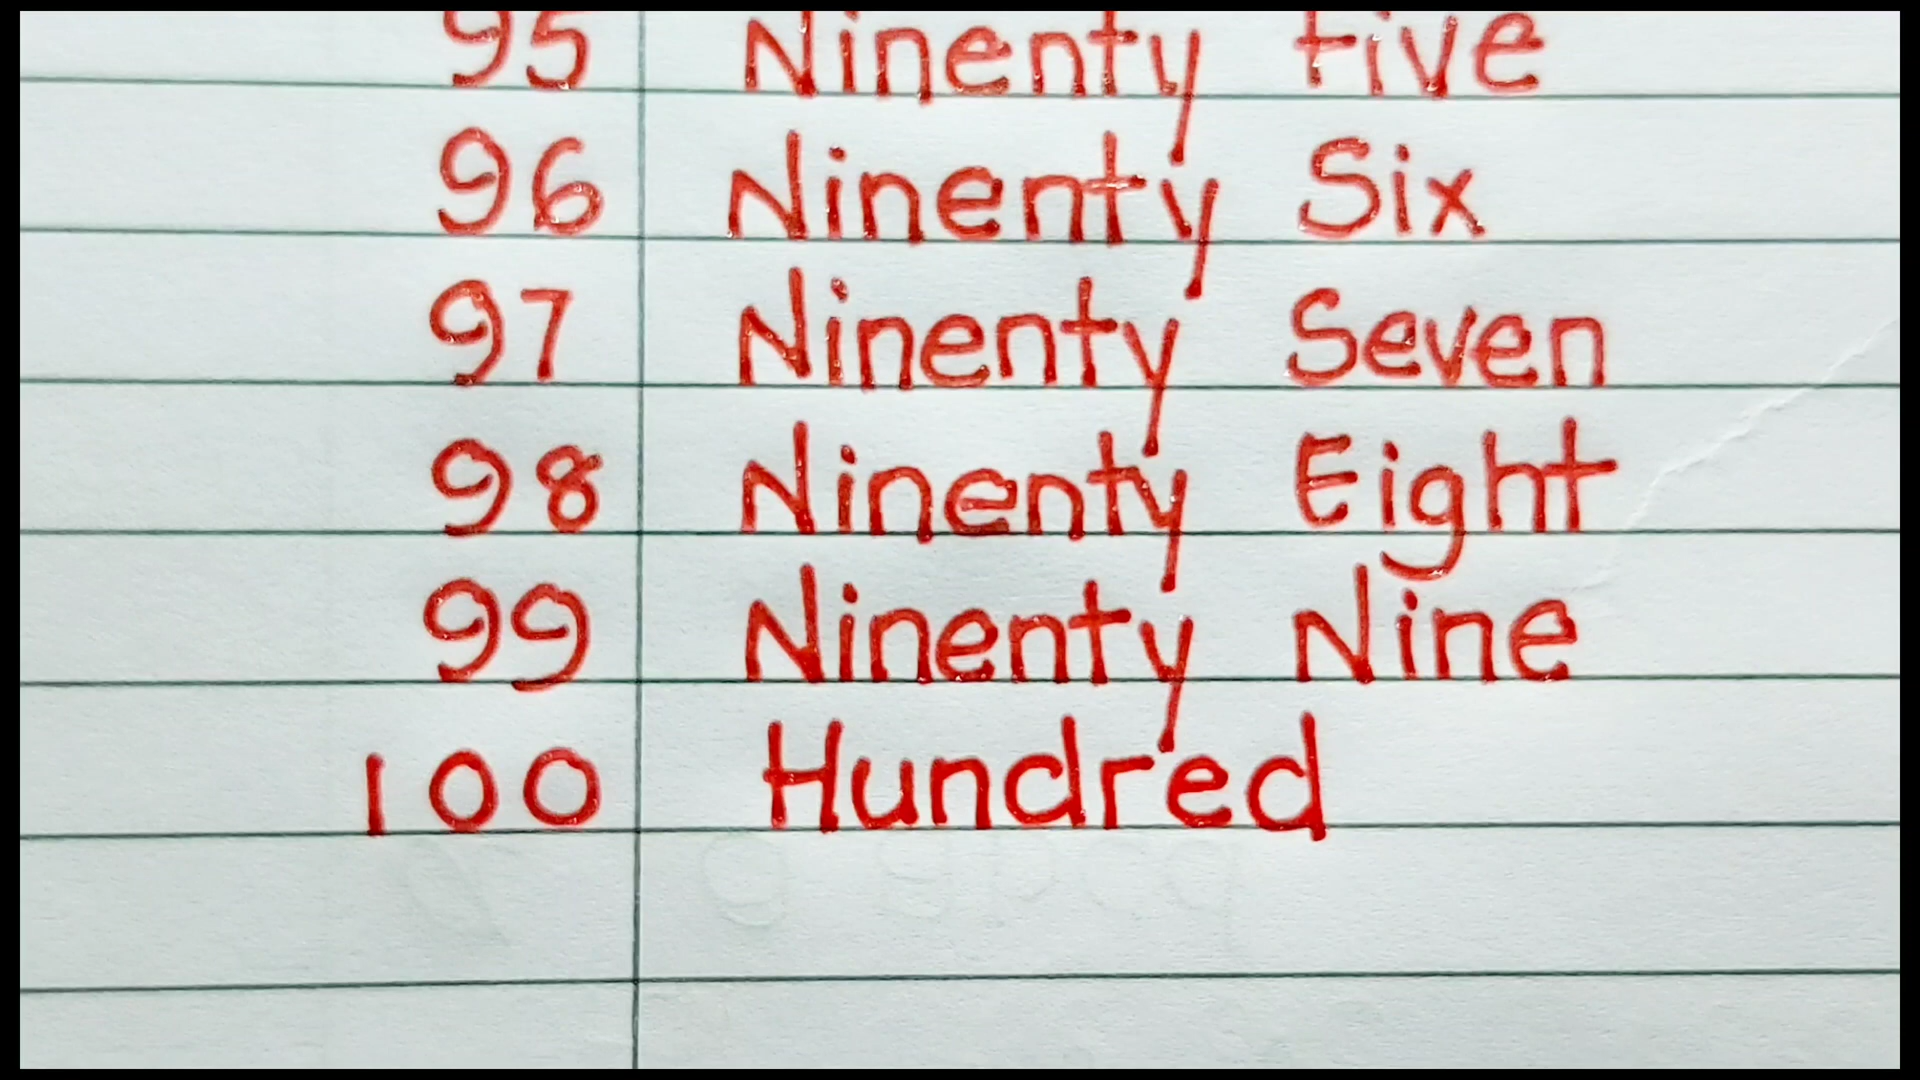 95 Ninenty Five
96 Ninenty Six
97 Ninenty Seven
98 Ninenty Eight
99 Ninenty Nine
100 Hundred